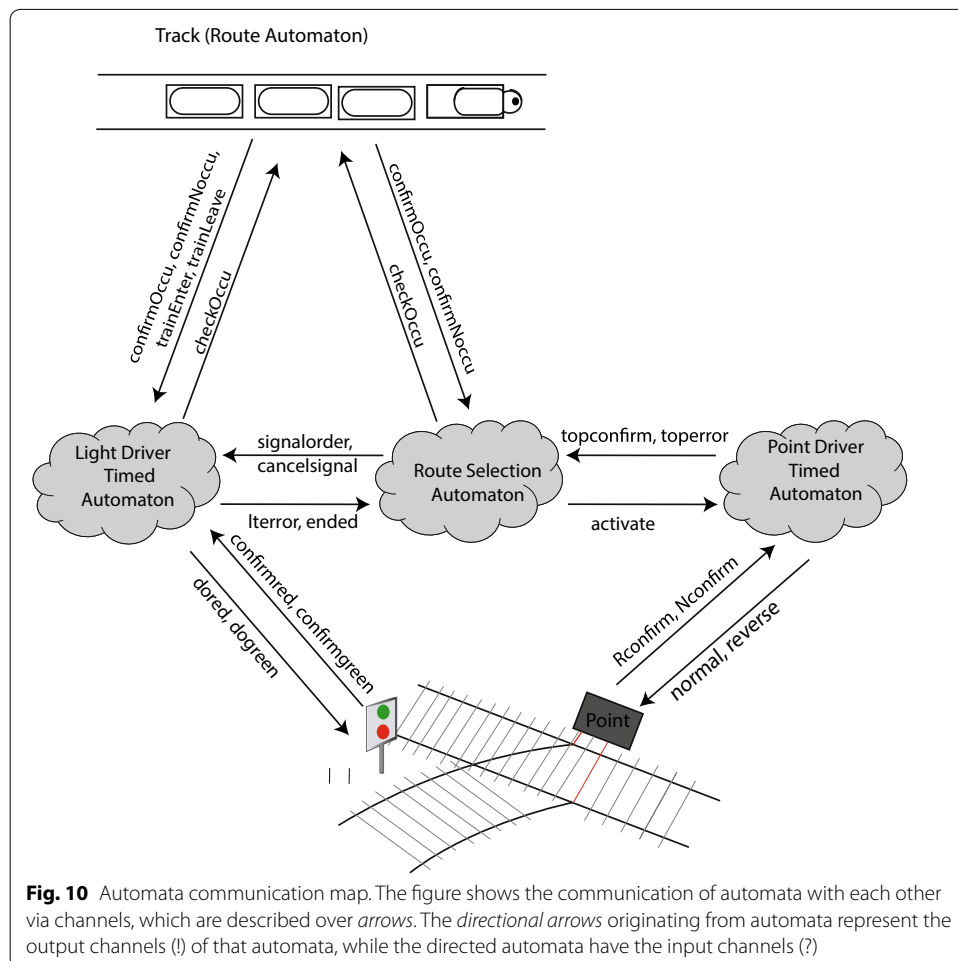 Track (Route Automaton)
confirmOccu, confirmNoccu,
trainEnter, trainLeave
checkOccu
checkOccu
confirmOccu, confirmNoccu
Light Driver
Timed
Automaton
signalorder,
cancelsignal
lterror, ended
Route Selection
Automaton
topconfirm, toperror
activate
Point Driver
Timed
Automaton
confirmred, confirmgreen
dored, dogreen
Rconfirm, Nconfirm
normal, reverse
Point
Fig. 10 Automata communication map. The figure shows the communication of automata with each other
via channels, which are described over arrows. The directional arrows originating from automata represent the
output channels (!) of that automata, while the directed automata have the input channels (?)